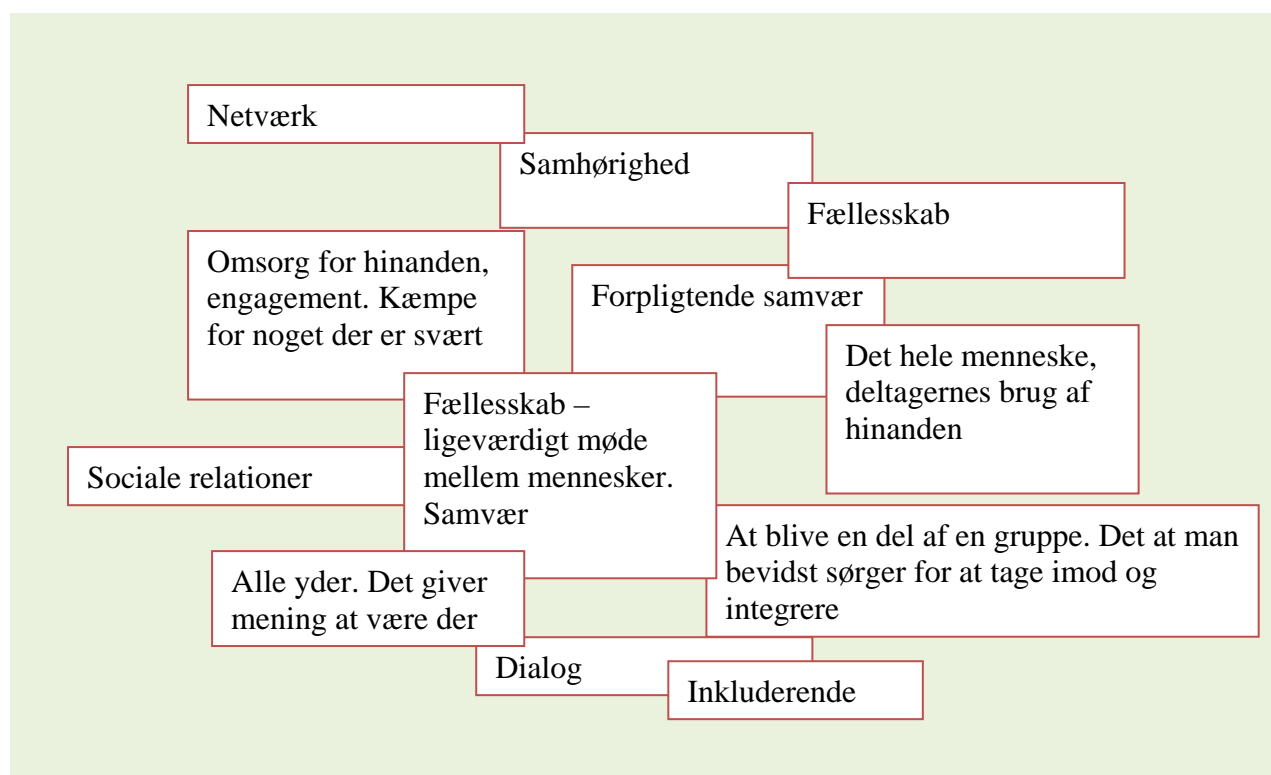 Netværk
Samhørighed
Fællesskab
Omsorg for hinanden,
engagement. Kæmpe
for noget der er svært
Forpligtende samvær
Det hele menneske,
deltagernes brug af
hinanden
Fællesskab –
ligeværdigt møde
mellem mennesker.
Samvær
Sociale relationer
At blive en del af en gruppe. Det at man
bevidst sørger for at tage imod og
integrere
Alle yder. Det giver
mening at være der
Dialog
Inkluderende